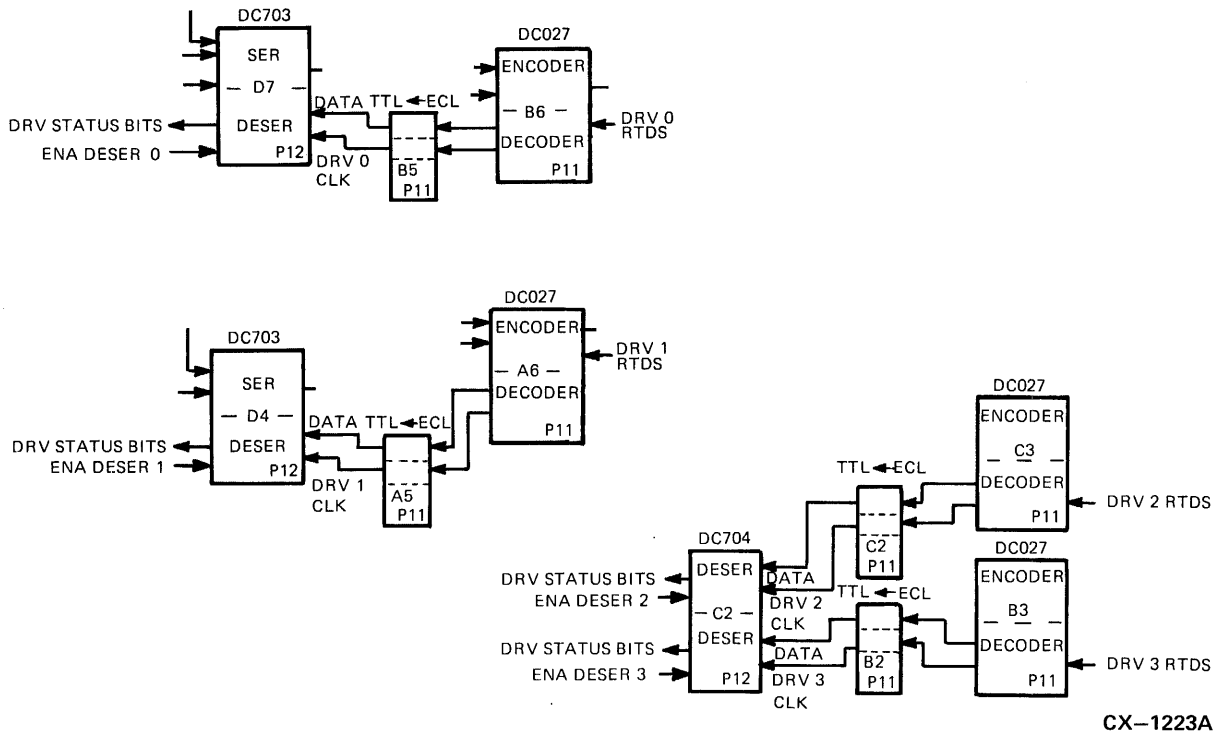 DC703
SER
D7
DESER
P12
DRV STATUS BITS
ENA DESER 0
DATA
TTL ECL
DRV 0
CLK
B5
P11
DC027
ENCODER
B6
DECODER
P11
DRV 0
RTDS
DC703
SER
D4
DESER
P12
DRV STATUS BITS
ENA DESER 1
DATA
TTL ECL
DRV 1
CLK
A5
P11
DC027
ENCODER
A6
DECODER
P11
DRV 1
RTDS
DC704
DESER
C2
DESER
P12
DRV STATUS BITS
ENA DESER 2
DRV STATUS BITS
ENA DESER 3
DATA
DRV 2
CLK
DATA
DRV 3
CLK
TTL ECL
C2
P11
TTL ECL
B2
P11
DC027
ENCODER
C3
DECODER
P11
DRV 2 RTDS
DC027
ENCODER
B3
DECODER
P11
DRV 3 RTDS
CX–1223A